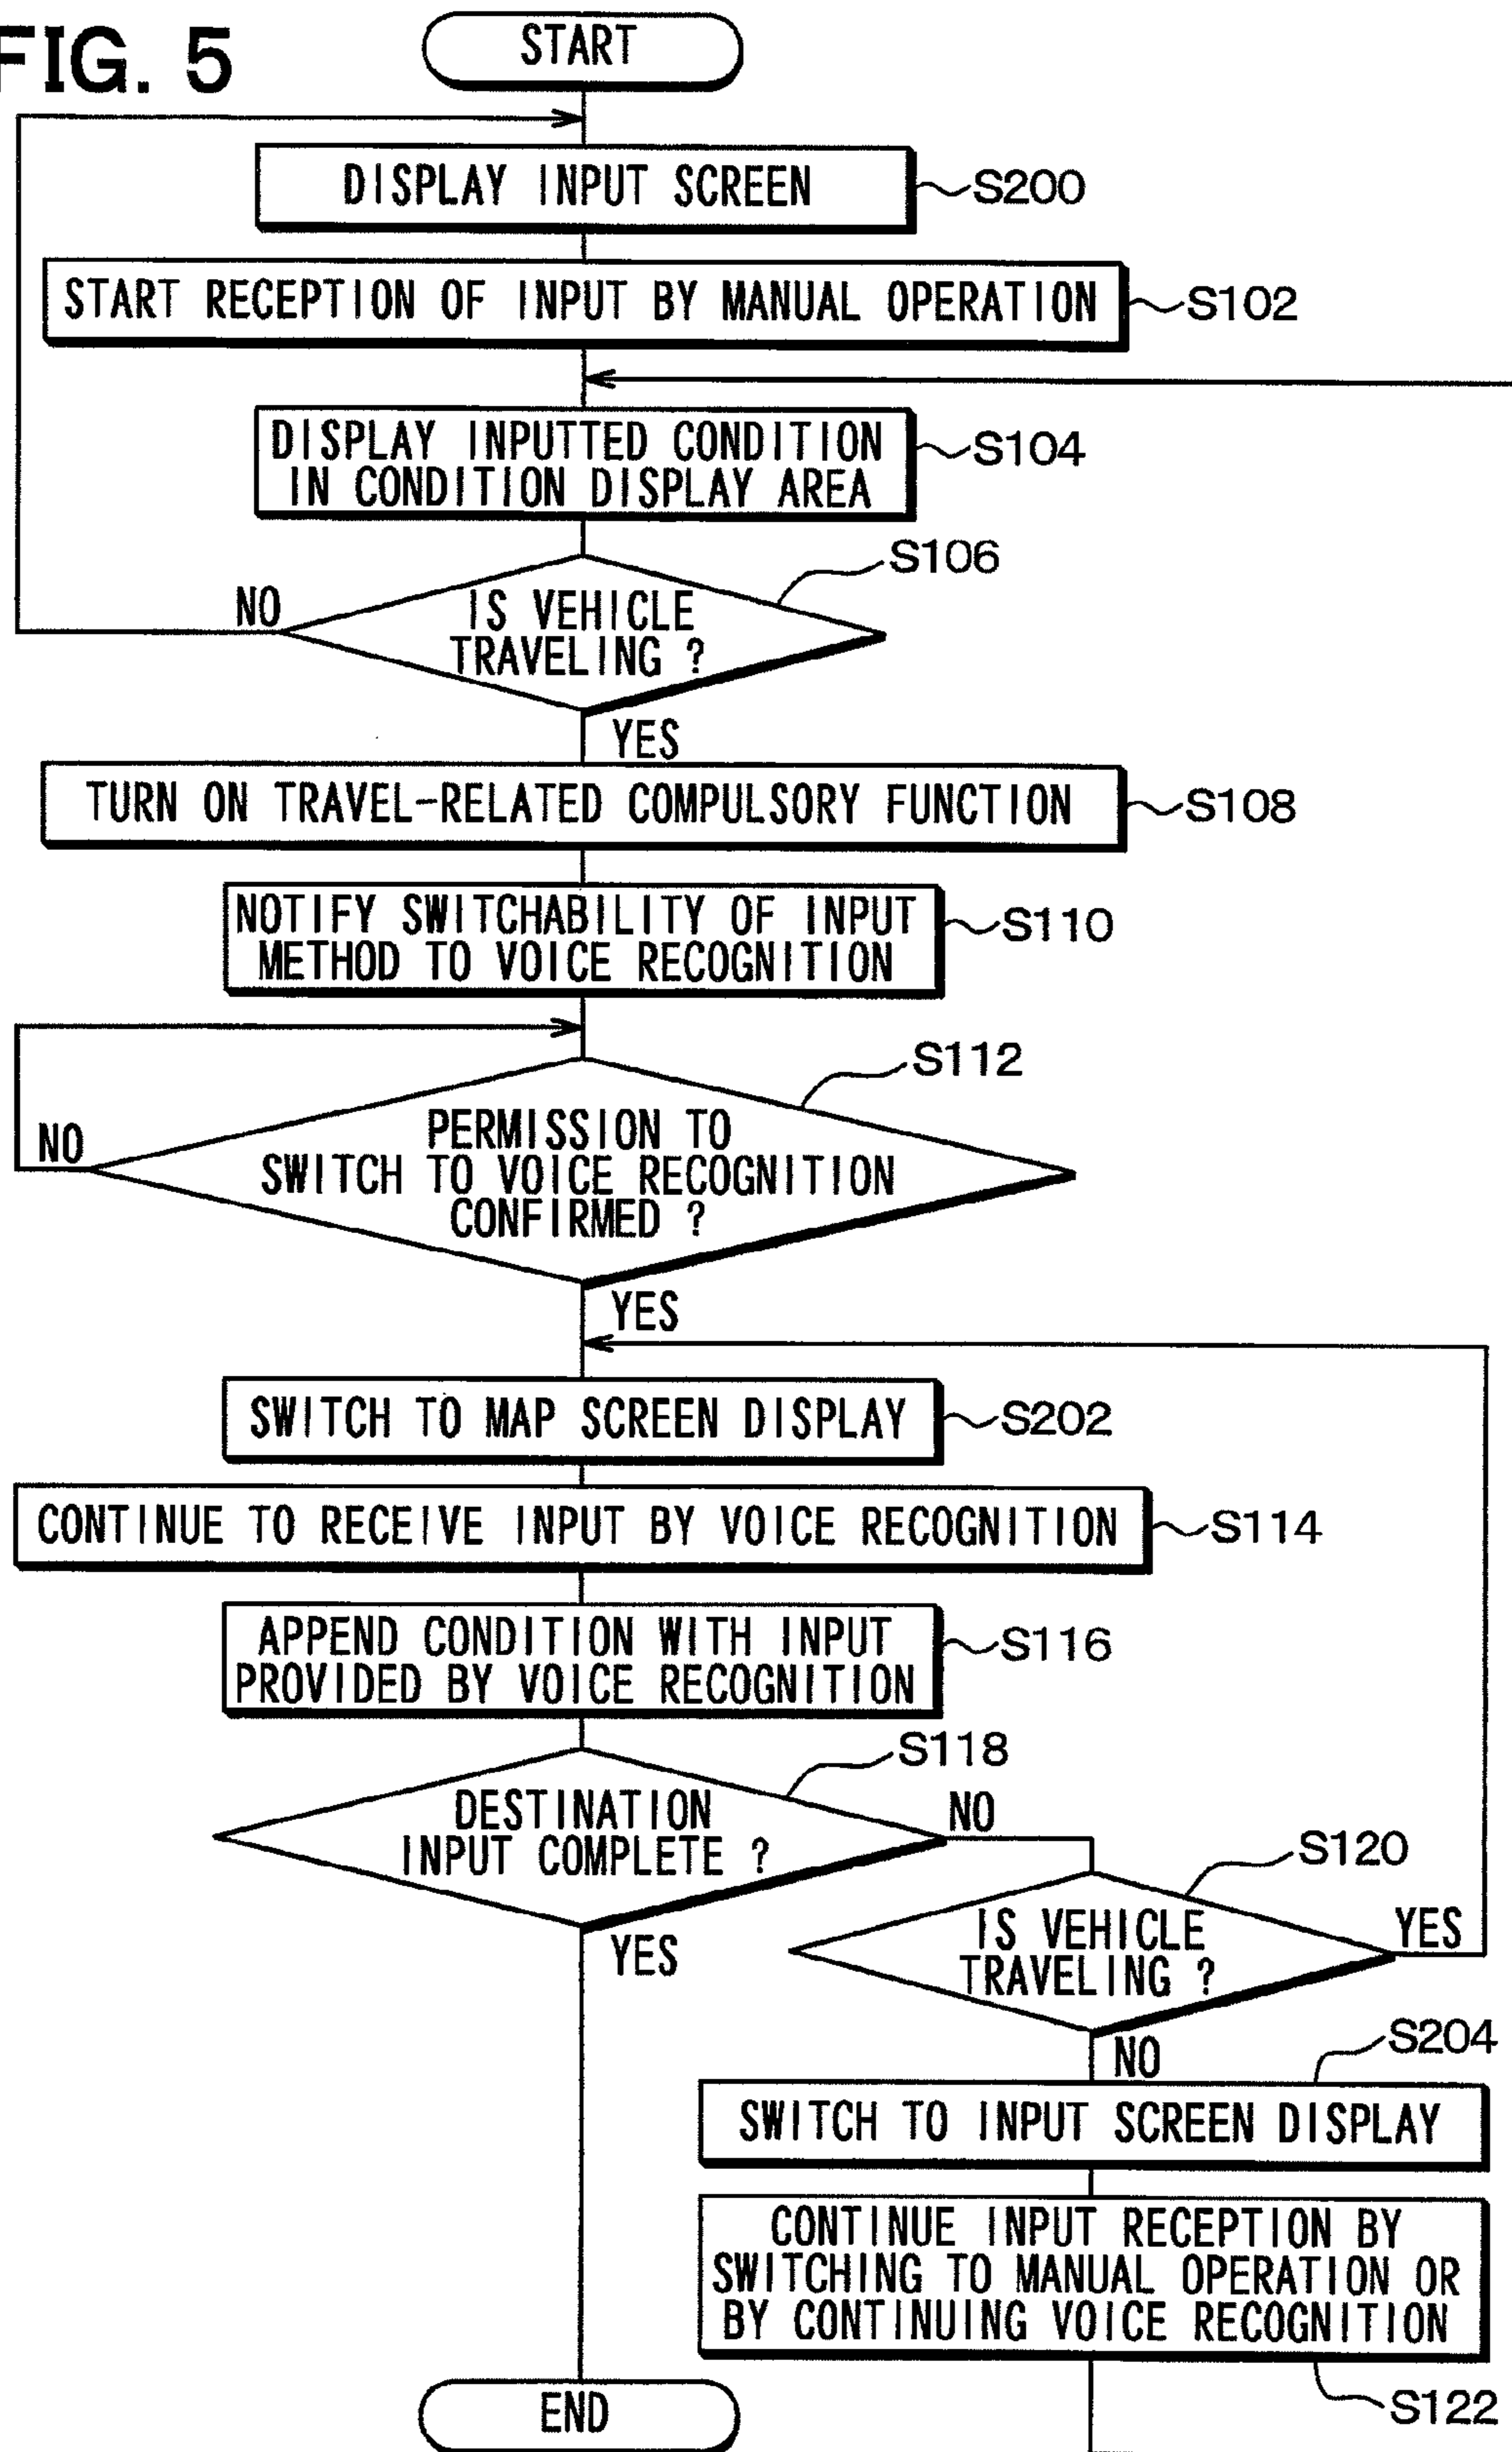 FIG. 5
START
DISPLAY INPUT SCREEN
S200
START RECEPTION OF INPUT BY MANUAL OPERATION
S102
DISPLAY INPUTTED CONDITION
IN CONDITION DISPLAY AREA
S104
S106
NO
IS VEHICLE
TRAVELING ?
YES
TURN ON TRAVEL-RELATED COMPULSORY FUNCTION
S108
NOTIFY SWITCHABILITY OF INPUT
METHOD TO VOICE RECOGNITION
S110
S112
NO
PERMISSION TO
SWITCH TO VOICE RECOGNITION
CONFIRMED ?
YES
SWITCH TO MAP SCREEN DISPLAY
S202
CONTINUE TO RECEIVE INPUT BY VOICE RECOGNITION
S114
APPEND CONDITION WITH INPUT
PROVIDED BY VOICE RECOGNITION
S116
S118
DESTINATION
INPUT COMPLETE ?
NO
YES
S120
IS VEHICLE
TRAVELING ?
YES
NO
S204
SWITCH TO INPUT SCREEN DISPLAY
CONTINUE INPUT RECEPTION BY
SWITCHING TO MANUAL OPERATION OR
BY CONTINUING VOICE RECOGNITION
S122
END